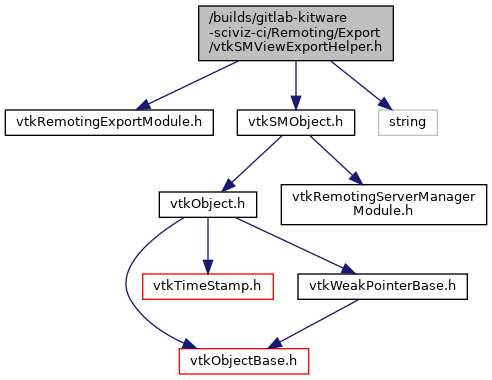 /builds/gitlab-kitware
-sciviz-ci/Remoting/Export
/vtkSMViewExportHelper.h
vtkRemotingExportModule.h
vtkSMObject.h
string
vtkObject.h
vtkRemotingServerManager
Module.h
vtkTimeStamp.h
vtkWeakPointerBase.h
vtkObjectBase.h